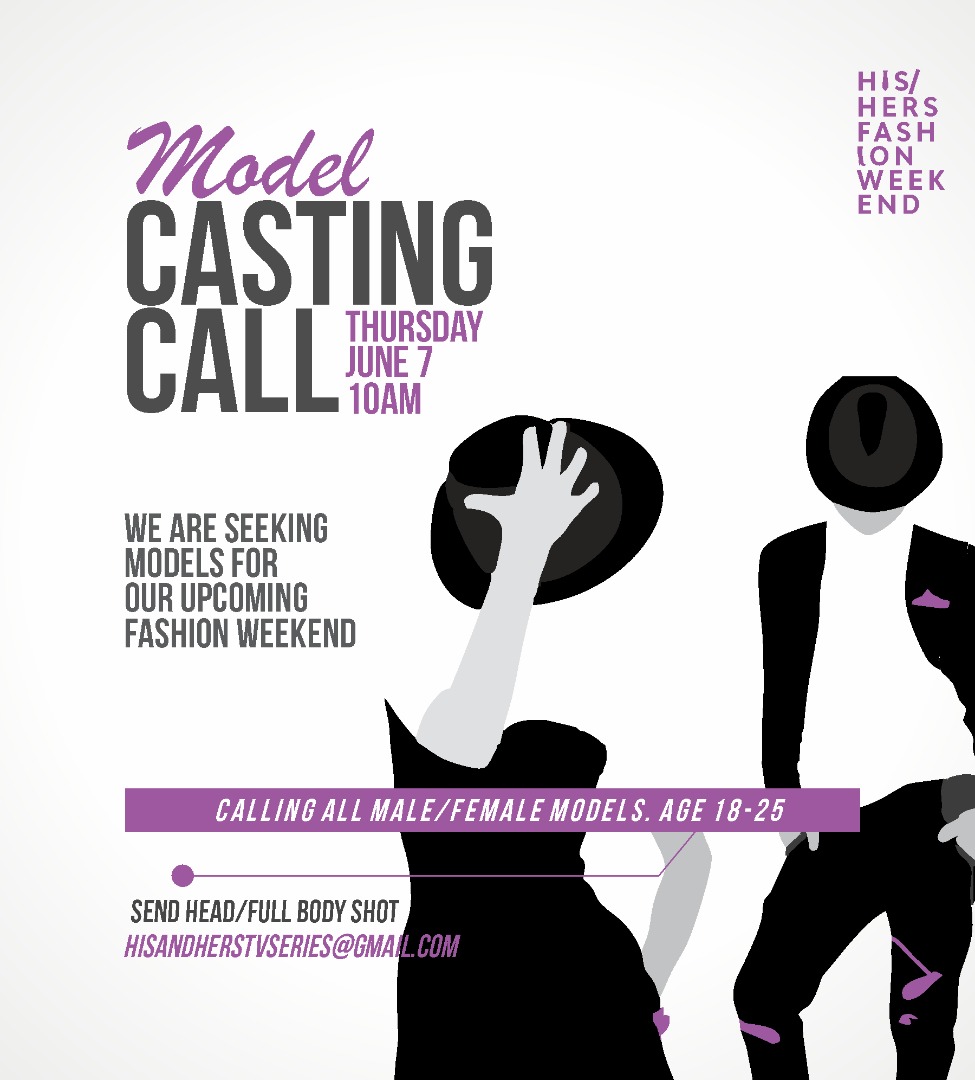 HIS/
HERS
FASH
ION
WEEK
END
Model
CASTING
CALL
THURSDAY
JUNE 7
10AM
WE ARE SEEKING
MODELS FOR
OUR UPCOMING
FASHION WEEKEND
CALLING ALL MALE/FEMALE MODELS. AGE 18-25
SEND HEAD/FULL BODY SHOT
HISANDHERSTVSERIES@GMAIL.COM